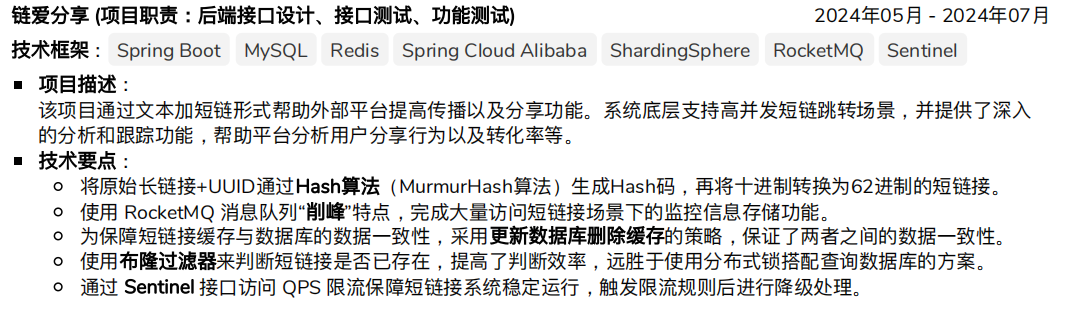 链爱分享 (项目职责：后端接口设计、接口测试、功能测试) 2024年05月 - 2024年07月
技术框架： Spring Boot MySQL Redis Spring Cloud Alibaba ShardingSphere RocketMQ Sentinel
项目描述：
该项目通过文本加短链形式帮助外部平台提高传播以及分享功能。系统底层支持高并发短链跳转场景，并提供了深入
的分析和跟踪功能，帮助平台分析用户分享行为以及转化率等。
技术要点：
将原始长链接+UUID通过Hash算法（MurmurHash算法）生成Hash码，再将十进制转换为62进制的短链接。
使用 RocketMQ 消息队列“削峰”特点，完成大量访问短链接场景下的监控信息存储功能。
为保障短链接缓存与数据库的数据一致性，采用更新数据库删除缓存的策略，保证了两者之间的数据一致性。
使用布隆过滤器来判断短链接是否已存在，提高了判断效率，远胜于使用分布式锁搭配查询数据库的方案。
通过 Sentinel 接口访问 QPS 限流保障短链接系统稳定运行，触发限流规则后进行降级处理。